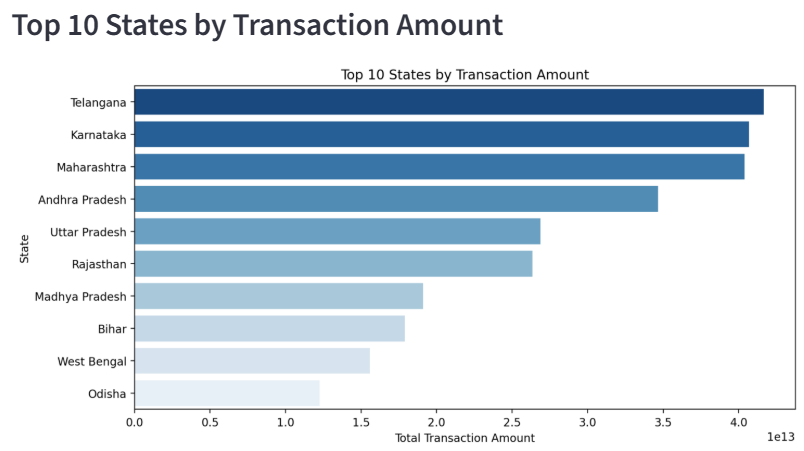 Top 10 States by Transaction Amount
Top 10 States by Transaction Amount
Telangana
Karnataka
Maharashtra
Andhra Pradesh
Uttar Pradesh
Rajasthan
Madhya Pradesh
Bihar
West Bengal
Odisha
State
0.0 0.5 1.0 1.5 2.0 2.5 3.0 3.5 4.0
1e13
Total Transaction Amount